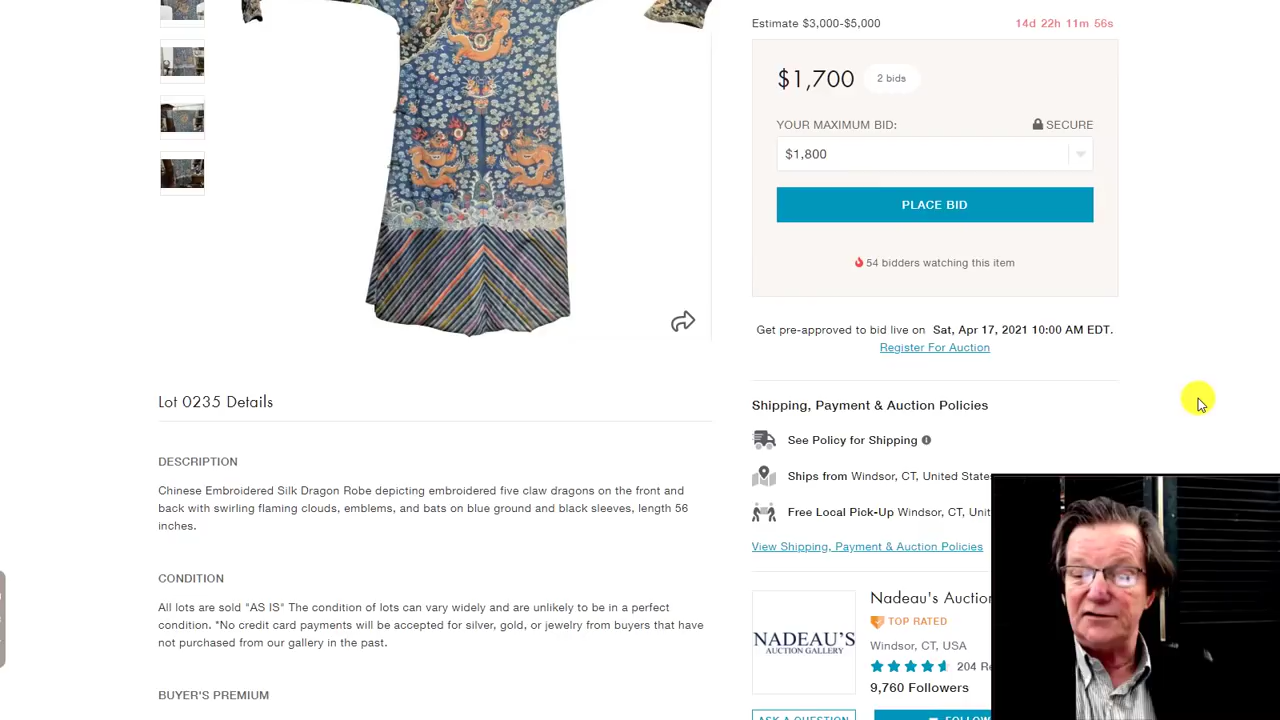 Estimate $3,000-$5,000
14d 22h 11m 56s
$1,700
2 bids
YOUR MAXIMUM BID:
SECURE
$1,800
PLACE BID
54 bidders watching this item
Get pre-approved to bid live on Sat, Apr 17, 2021 10:00 AM EDT.
Register For Auction
Lot 0235 Details
DESCRIPTION
Chinese Embroidered Silk Dragon Robe depicting embroidered five claw dragons on the front and
back with swirling flaming clouds, emblems, and bats on blue ground and black sleeves, length 56
inches.
CONDITION
All lots are sold "AS IS" The condition of lots can vary widely and are unlikely to be in a perfect
condition. "No credit card payments will be accepted for silver, gold, or jewelry from buyers that have
not purchased from our gallery in the past.
BUYER'S PREMIUM
Shipping, Payment & Auction Policies
See Policy for Shipping
Ships from Windsor, CT, United
Free Local Pick-Up Windsor, CT,
View Shipping, Payment & Auction Policies
NADEAU'S
AUCTION GALLERY
Nadeau's
TOP RATED
Windsor, CT, USA
204
9,760 Followers
ASK A QUESTION